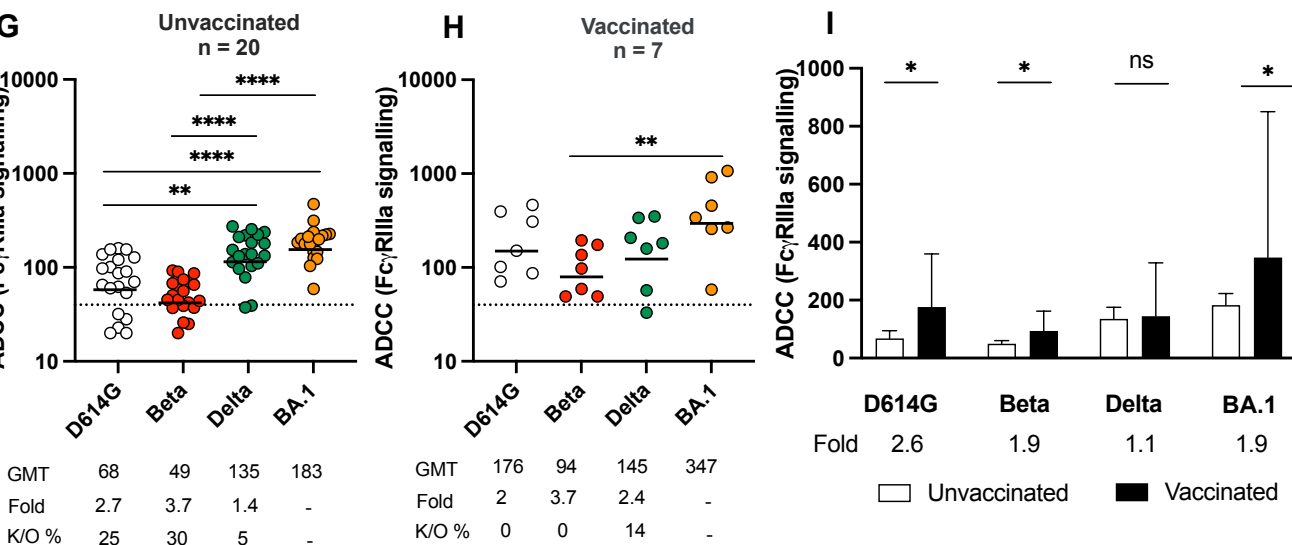 G
Unvaccinated
n = 20
ADCC (FcγRIIIa signalling)
10000
1000
100
10
****
****
****
**
D614G
Beta
Delta
BA.1
GMT 68 49 135 183
Fold 2.7 3.7 1.4 -
K/O % 25 30 5 -
H
Vaccinated
n = 7
ADCC (FcγRIIIa signalling)
10000
1000
100
10
**
D614G
Beta
Delta
BA.1
GMT 176 94 145 347
Fold 2 3.7 2.4 -
K/O % 0 0 14 -
I
ADCC (FcγRIIIa signalling)
1000
800
600
400
200
0
* * ns *
D614G Beta Delta BA.1
Fold 2.6 1.9 1.1 1.9
Unvaccinated Vaccinated